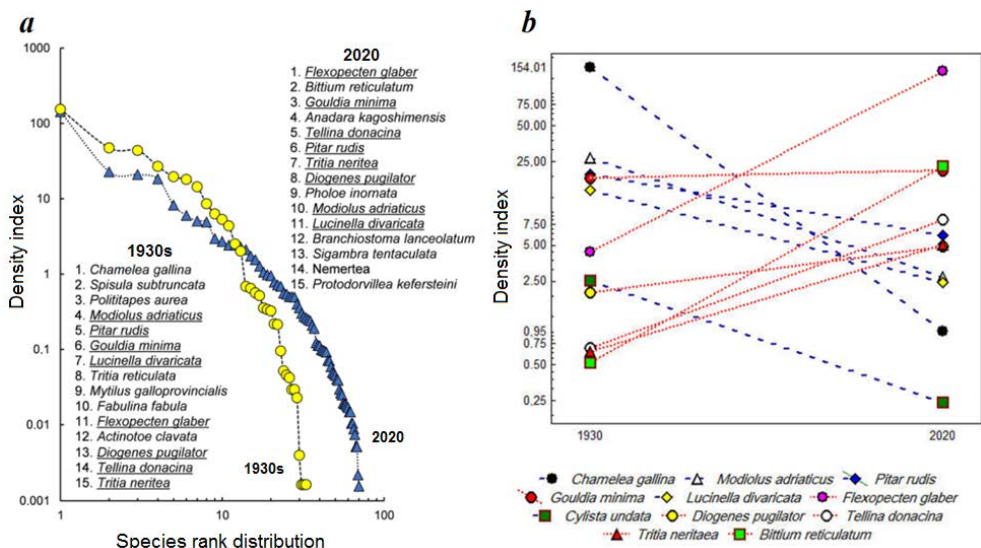 a
b
Density index
1000
100
10
1
0.1
0.01
0.001
1
10
100
Species rank distribution
2020
1. Flexopecten glaber
2. Bittium reticulatum
3. Gouldia minima
4. Anadara kagoshimensis
5. Tellina donacina
6. Pitar rudis
7. Tritia neritea
8. Diogenes pugilator
9. Pholoe inornata
10. Modiolus adriaticus
11. Lucinella divaricata
12. Branchiostoma lanceolatum
13. Sigambra tentaculata
14. Nemertea
15. Protodorvillea kefersteini
1930s
1. Chamelea gallina
2. Spisula subtruncata
3. Polititapes aurea
4. Modiolus adriaticus
5. Pitar rudis
6. Gouldia minima
7. Lucinella divaricata
8. Tritia reticulata
9. Mytilus galloprovincialis
10. Fabulina fabula
11. Flexopecten glaber
12. Actinotoe clavata
13. Diogenes pugilator
14. Tellina donacina
15. Tritia neritea
1930s
2020
Density index
154.01
75.00
50.00
25.00
7.50
5.00
2.50
0.95
0.75
0.50
0.25
1930
2020
Chamelea gallina Modiolus adriaticus Pitar rudis
Gouldia minima Lucinella divaricata Flexopecten glaber
Cylista undata Diogenes pugilator Tellina donacina
Tritia neritaea Bittium reticulatum